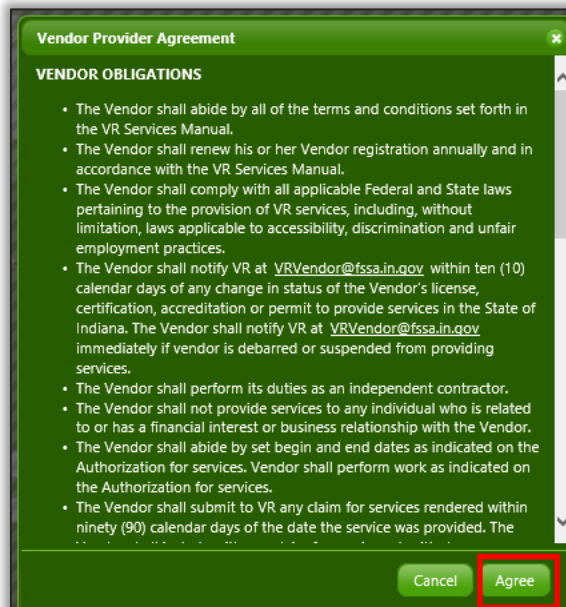 Vendor Provider Agreement
VENDOR OBLIGATIONS
• The Vendor shall abide by all of the terms and conditions set forth in
the VR Services Manual.
• The Vendor shall renew his or her Vendor registration annually and in
accordance with the VR Services Manual.
• The Vendor shall comply with all applicable Federal and State laws
pertaining to the provision of VR services, including, without
limitation, laws applicable to accessibility, discrimination and unfair
employment practices.
• The Vendor shall notify VR at VRVendor@fssa.in.gov within ten (10)
calendar days of any change in status of the Vendor's license,
certification, accreditation or permit to provide services in the State of
Indiana. The Vendor shall notify VR at VRVendor@fssa.in.gov
immediately if vendor is debarred or suspended from providing
services.
• The Vendor shall perform its duties as an independent contractor.
• The Vendor shall not provide services to any individual who is related
to or has a financial interest or business relationship with the Vendor.
• The Vendor shall abide by set begin and end dates as indicated on the
Authorization for services. Vendor shall perform work as indicated on
the Authorization for services.
• The Vendor shall submit to VR any claim for services rendered within
ninety (90) calendar days of the date the service was provided. The
Cancel
Agree